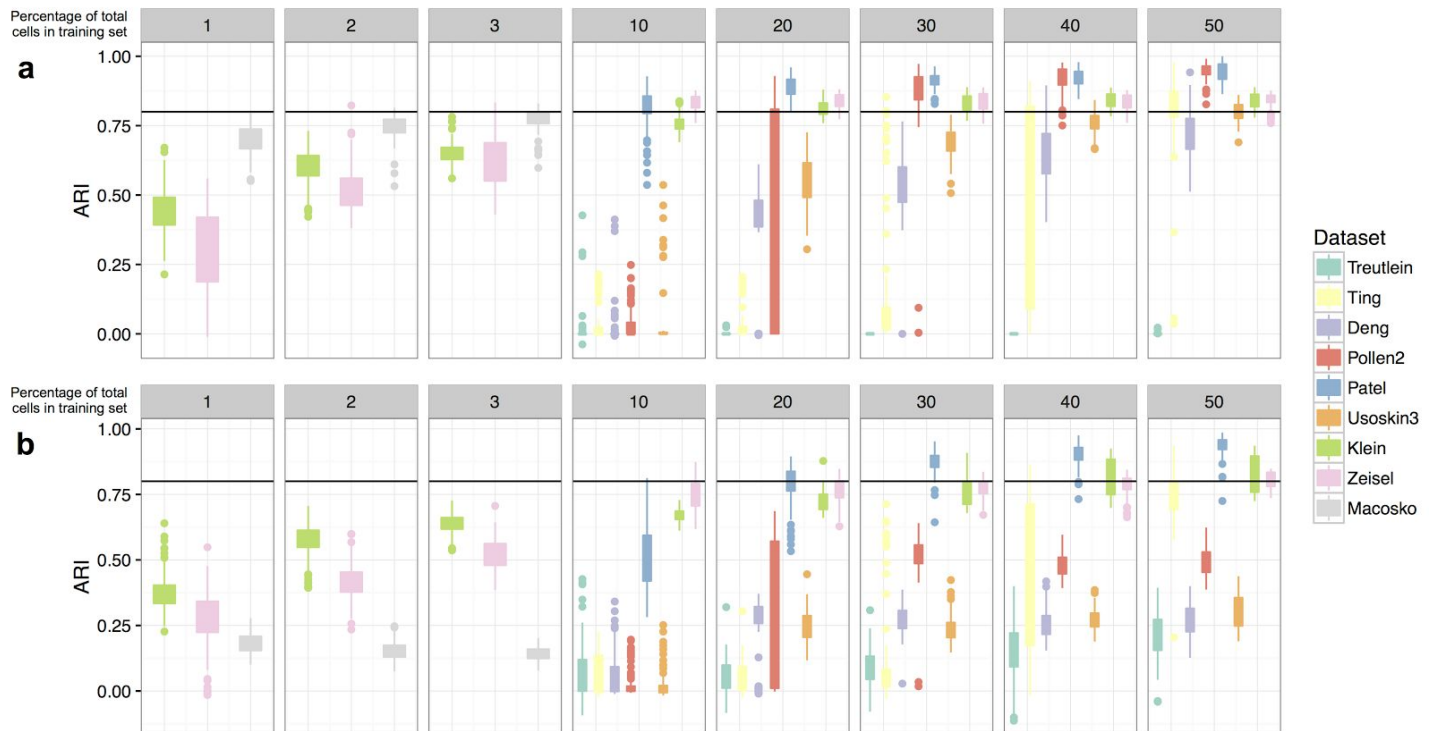 Percentage of total
cells in training set
1 2 3 10 20 30 40 50
a
1.00
0.75
0.50
0.25
0.00
ARI
Percentage of total
cells in training set
1 2 3 10 20 30 40 50
b
1.00
0.75
0.50
0.25
0.00
ARI
Dataset
Treutlein
Ting
Deng
Pollen2
Patel
Usoskin3
Klein
Zeisel
Macosko